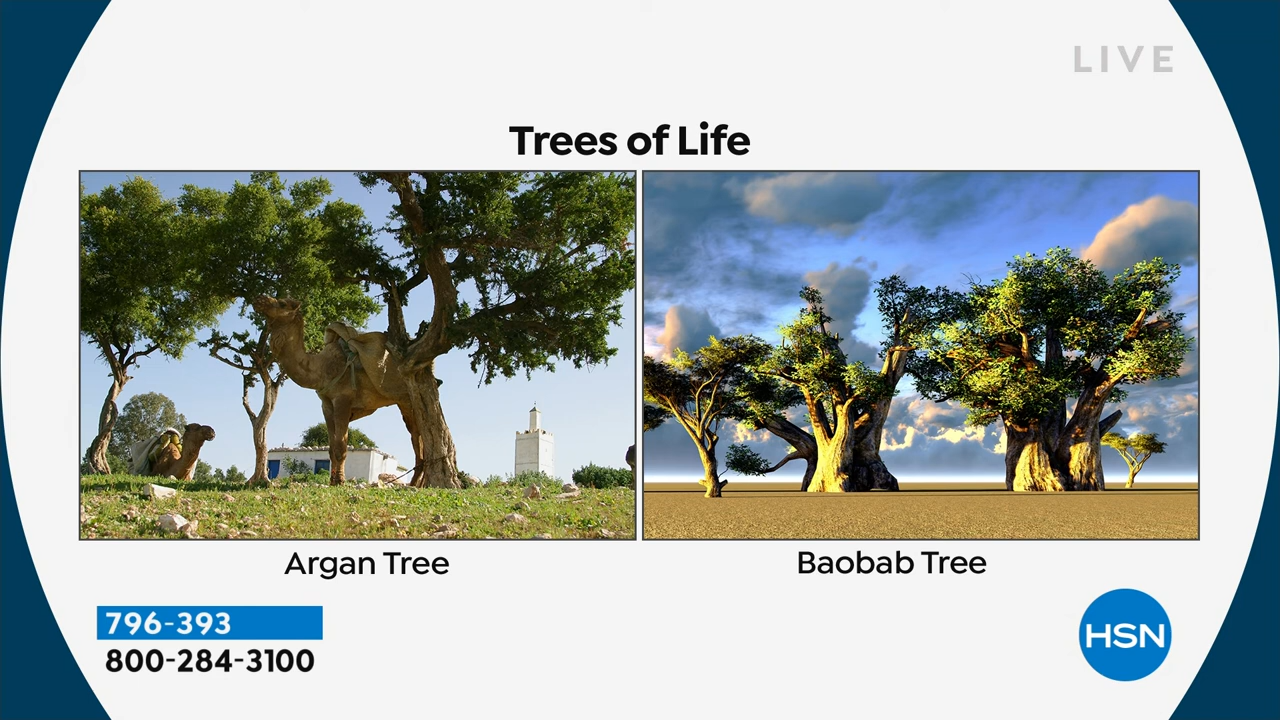 LIVE
Trees of Life
Argan Tree
Baobab Tree
796-393
800-284-3100
HSN